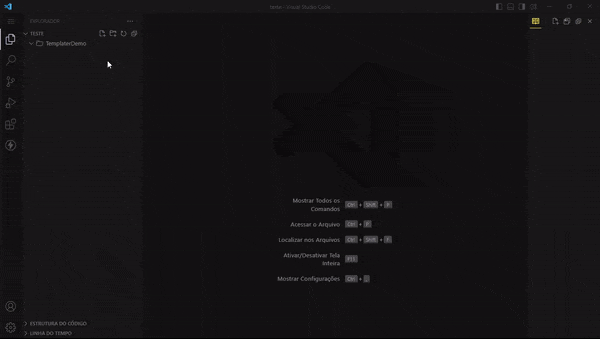 teste - Visual Studio Code
EXPLORADOR
TESTE
TemplaterDemo
Mostrar Todos os
Comandos
Ctrl + Shift + P
Acessar o Arquivo
Ctrl + P
Localizar nos Arquivos
Ctrl + Shift + F
Ativar/Desativar Tela
Inteira
F11
Mostrar Configurações
Ctrl + ,
ESTRUTURA DO CÓDIGO
LINHA DO TEMPO